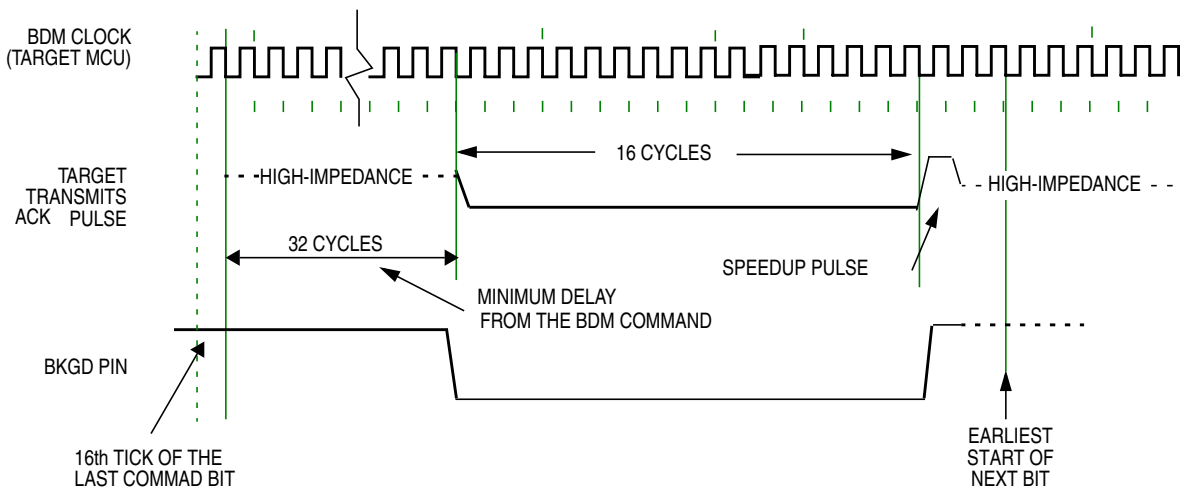 BDM CLOCK
(TARGET MCU)
16 CYCLES
TARGET
TRANSMITS
ACK PULSE
HIGH-IMPEDANCE
HIGH-IMPEDANCE
32 CYCLES
SPEEDUP PULSE
MINIMUM DELAY
FROM THE BDM COMMAND
BKGD PIN
16th TICK OF THE
LAST COMMAD BIT
EARLIEST
START OF
NEXT BIT